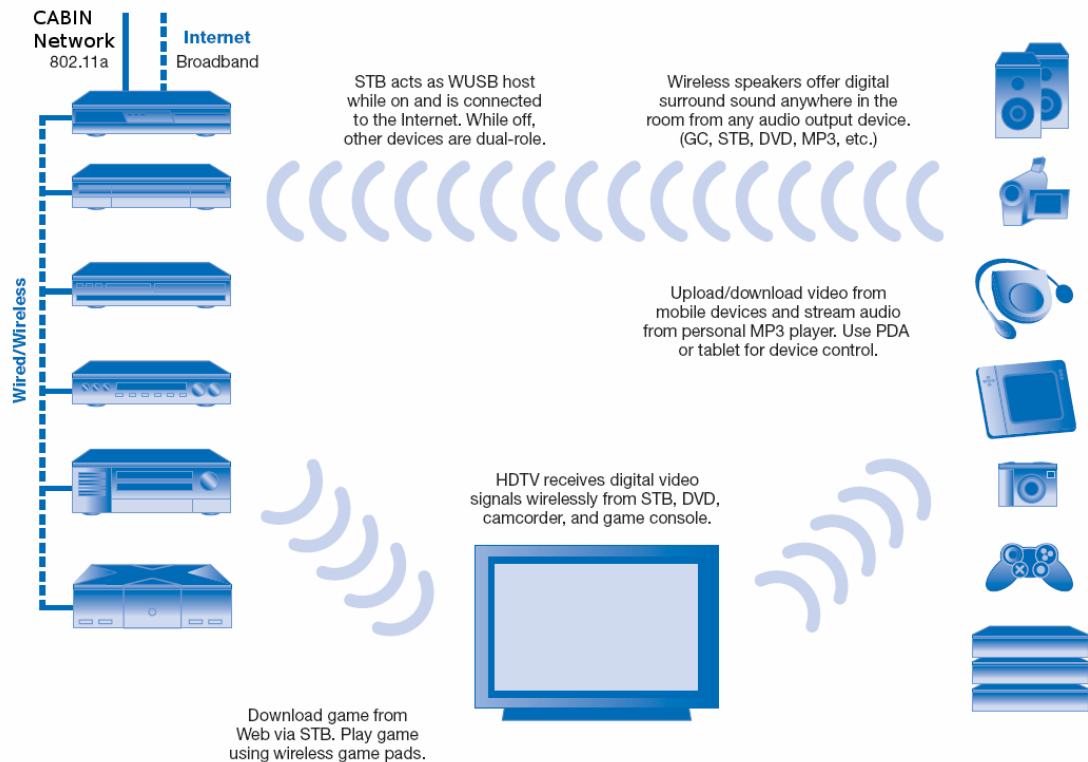 CABIN
Network
802.11a
Internet
Broadband
STB acts as WUSB host
while on and is connected
to the Internet. While off,
other devices are dual-role.
Wireless speakers offer digital
surround sound anywhere in the
room from any audio output device.
(GC, STB, DVD, MP3, etc.)
Wired/Wireless
Upload/download video from
mobile devices and stream audio
from personal MP3 player. Use PDA
or tablet for device control.
HDTV receives digital video
signals wirelessly from STB, DVD,
camcorder, and game console.
Download game from
Web via STB. Play game
using wireless game pads.